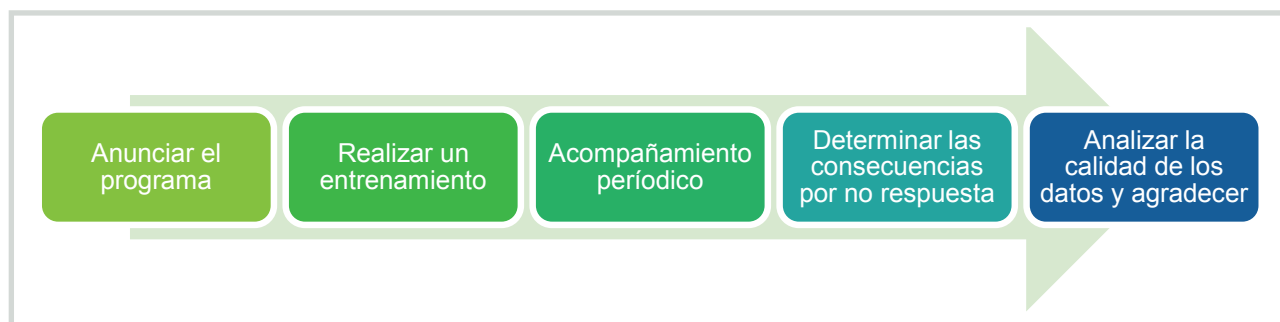 Anunciar el
programa
Realizar un
entrenamiento
Acompañamiento
períodico
Determinar las
consecuencias
por no respuesta
Analizar la
calidad de los
datos y agradecer